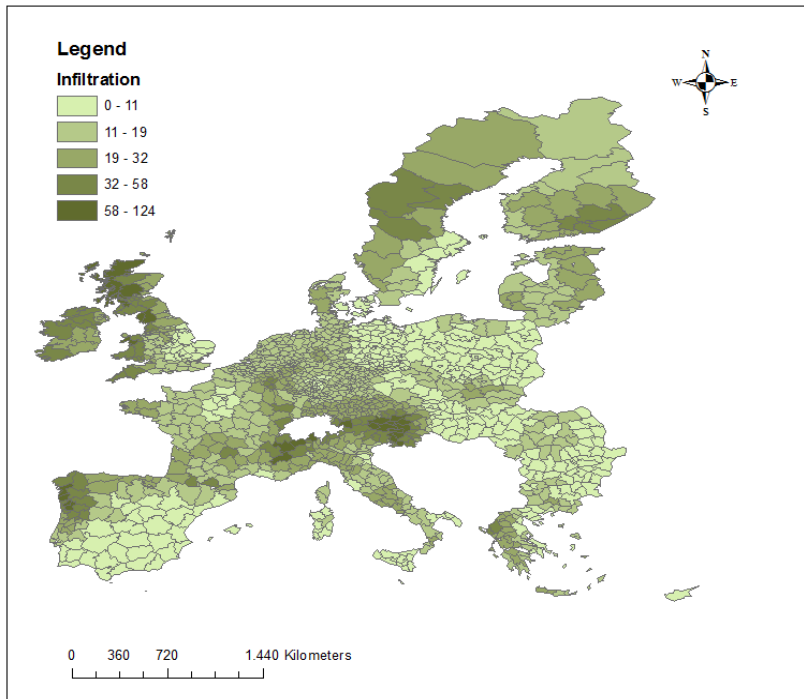 Legend
Infiltration
0 - 11
11 - 19
19 - 32
32 - 58
58 - 124
N
W E
S
0 360 720 1.440 Kilometers